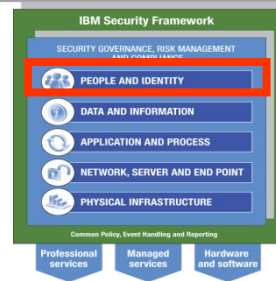 IBM Security Framework
SECURITY GOVERNANCE, RISK MANAGEMENT
AND COMPLIANCE
PEOPLE AND IDENTITY
DATA AND INFORMATION
APPLICATION AND PROCESS
NETWORK, SERVER AND END POINT
PHYSICAL INFRASTRUCTURE
Common Policy, Event Handling and Reporting
Professional services
Managed services
Hardware and software